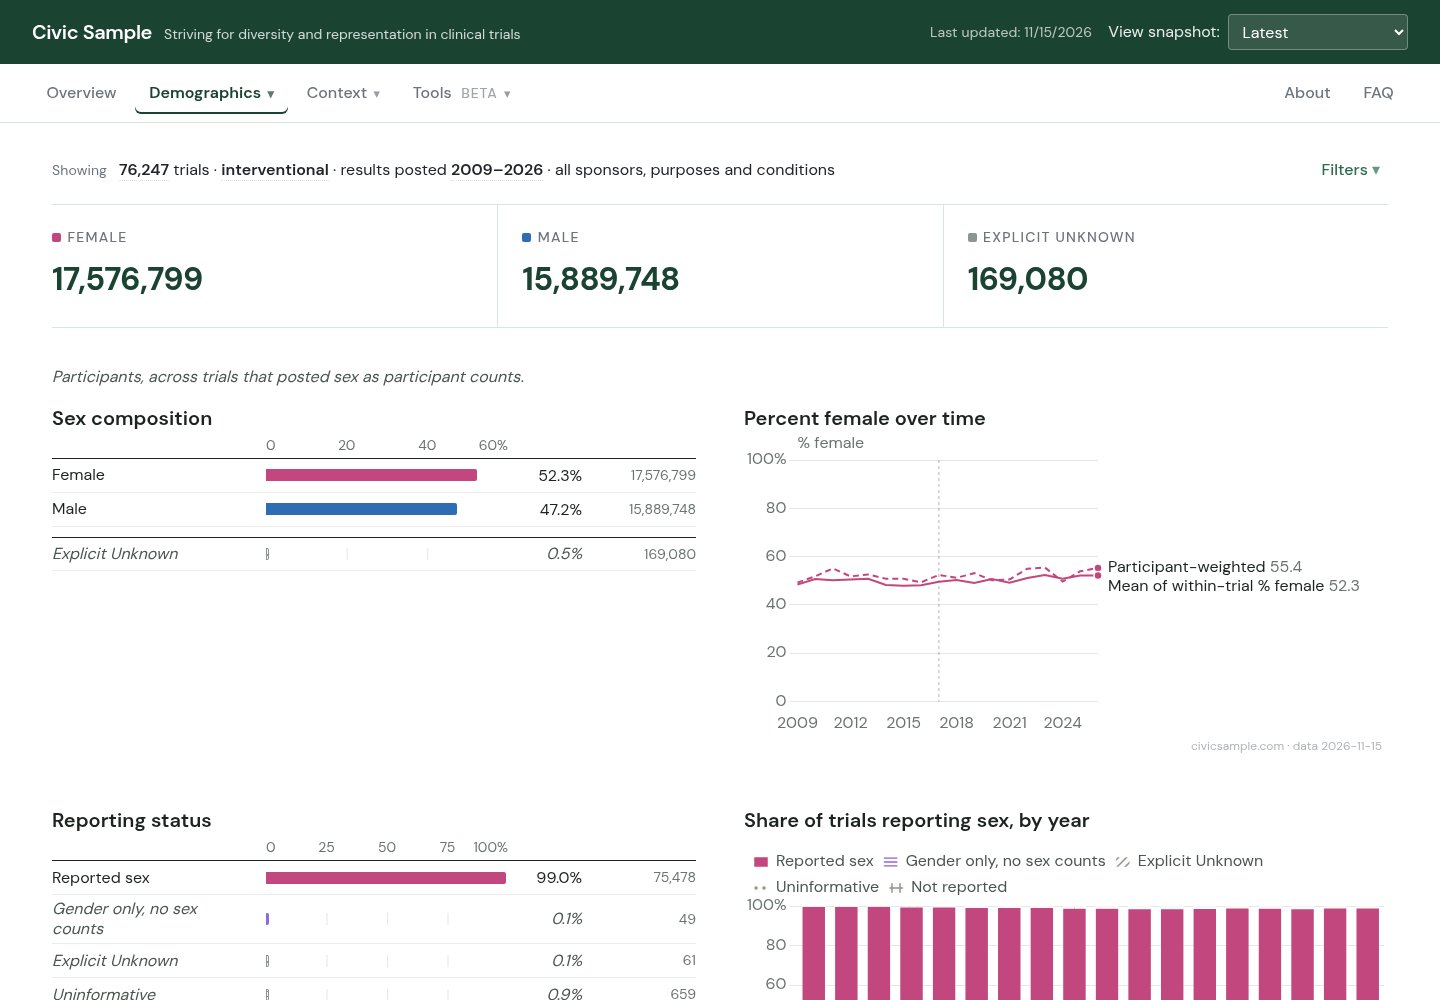 Civic Sample Striving for diversity and representation in clinical trials Last updated: 11/15/2026 View snapshot: Latest
Overview Demographics ▾ Context ▾ Tools BETA ▾ About FAQ
Showing 76,247 trials · interventional · results posted 2009–2026 · all sponsors, purposes and conditions Filters ▾
FEMALE MALE EXPLICIT UNKNOWN
17,576,799 15,889,748 169,080
Participants, across trials that posted sex as participant counts.
Sex composition
0 20 40 60%
Female 52.3% 17,576,799
Male 47.2% 15,889,748
Explicit Unknown 0.5% 169,080
Percent female over time
% female
100%
80
60
40
20
0
Participant-weighted 55.4
Mean of within-trial % female 52.3
2009 2012 2015 2018 2021 2024
civicsample.com · data 2026-11-15
Reporting status
0 25 50 75 100%
Reported sex 99.0% 75,478
Gender only, no sex
counts 0.1% 49
Explicit Unknown 0.1% 61
Uninformative 0.9% 659
Share of trials reporting sex, by year
Reported sex Gender only, no sex counts Explicit Unknown
Uninformative Not reported
100%
80
60